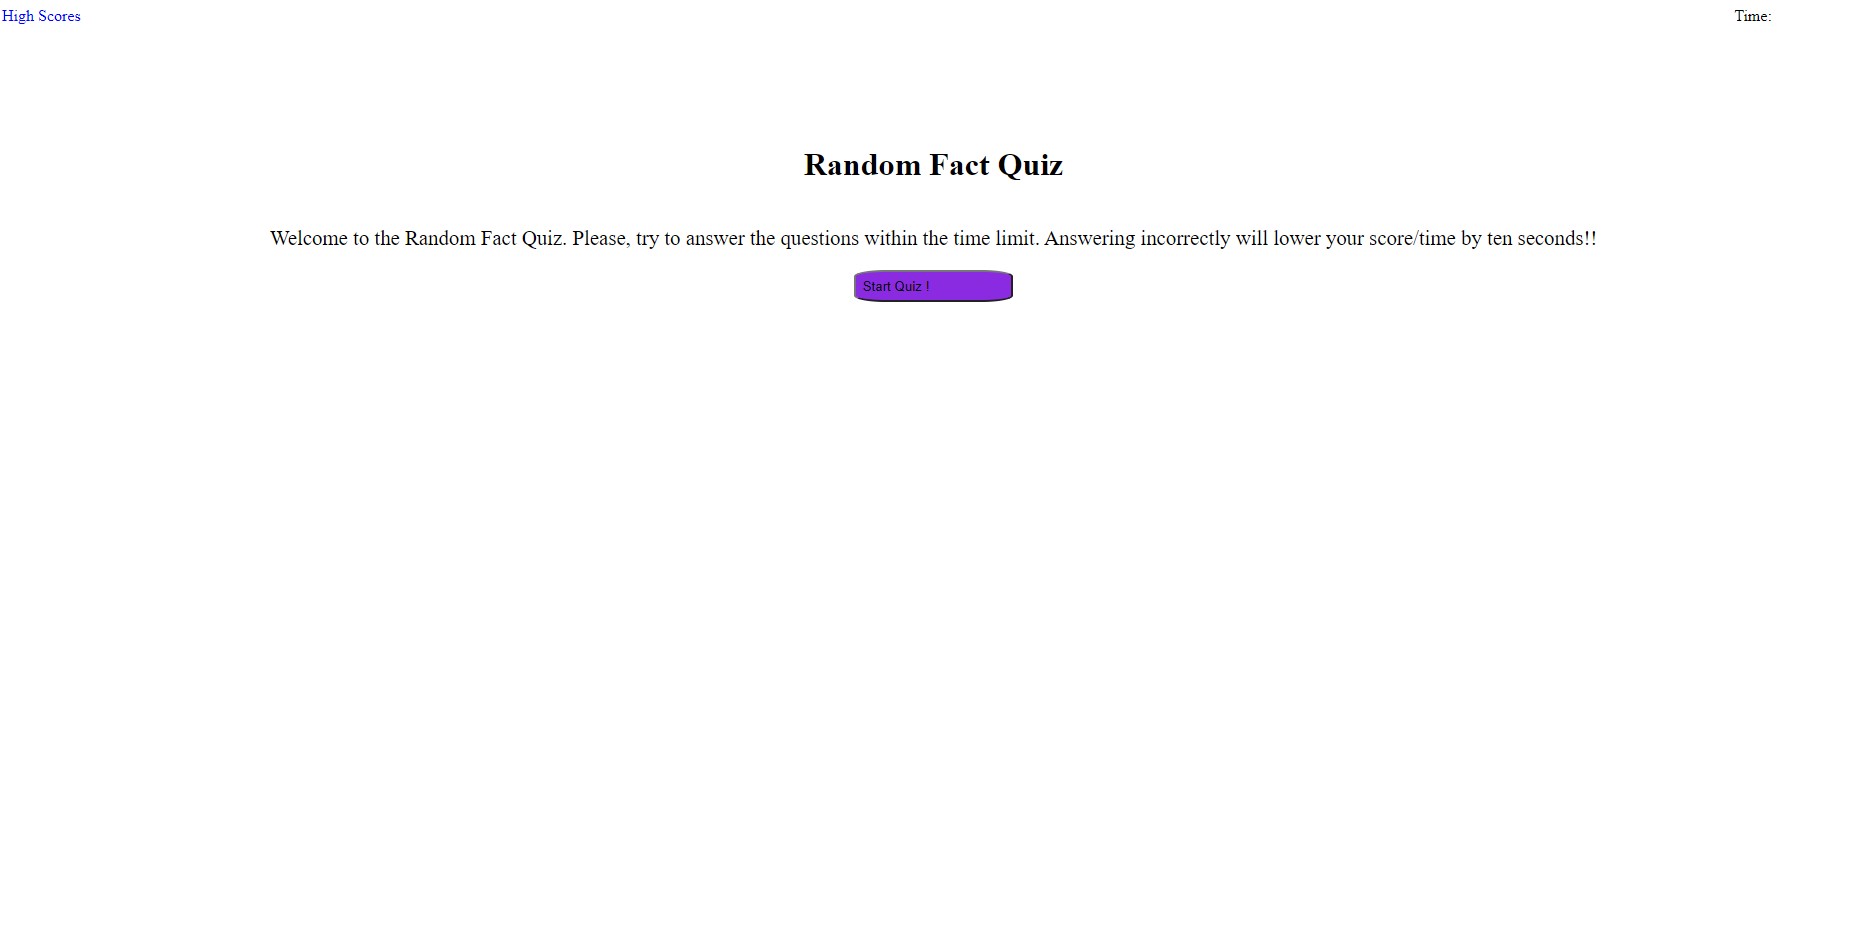 High Scores
Time:
Random Fact Quiz
Welcome to the Random Fact Quiz. Please, try to answer the questions within the time limit. Answering incorrectly will lower your score/time by ten seconds!!
Start Quiz !